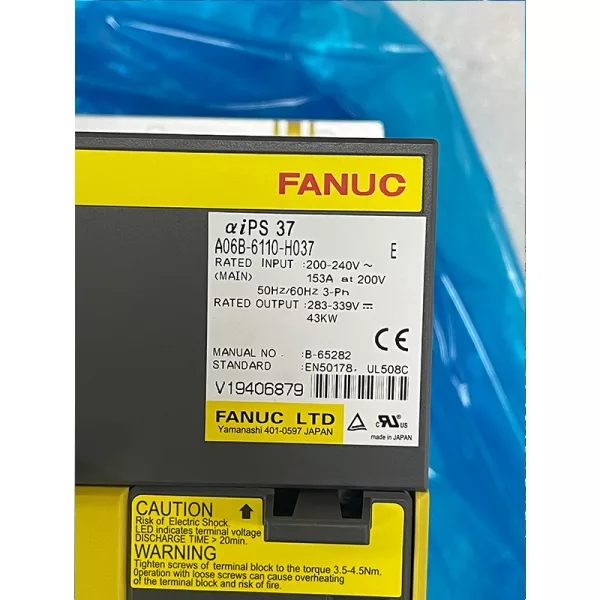 FANUC
αiPS 37
A06B-6110-H037 E
RATED INPUT :200-240V ~
(MAIN) 153A at 200V
50Hz/60Hz 3-Ph
RATED OUTPUT :283-339V ⎓
43KW
CE
MANUAL NO. :B-65282
STANDARD :EN50178, UL508C
V19406879
FANUC LTD
Yamanashi 401-0597 JAPAN
c RU US
made in JAPAN
CAUTION
Risk of Electric Shock.
LED indicates terminal voltage
DISCHARGE TIME > 20min.
WARNING
Tighten screws of terminal block to the torque 3.5-4.5Nm.
Operation with loose screws can cause overheating
of the terminal block and risk of fire.